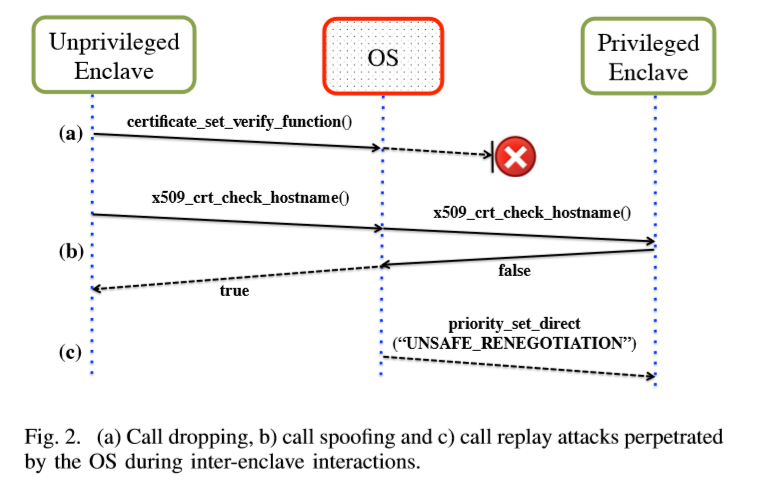 Unprivileged
Enclave
OS
Privileged
Enclave
(a)
certificate_set_verify_function()
x509_crt_check_hostname()
x509_crt_check_hostname()
(b)
false
true
priority_set_direct
(“UNSAFE_RENEGOTIATION”)
(c)
Fig. 2. (a) Call dropping, b) call spoofing and c) call replay attacks perpetrated
by the OS during inter-enclave interactions.